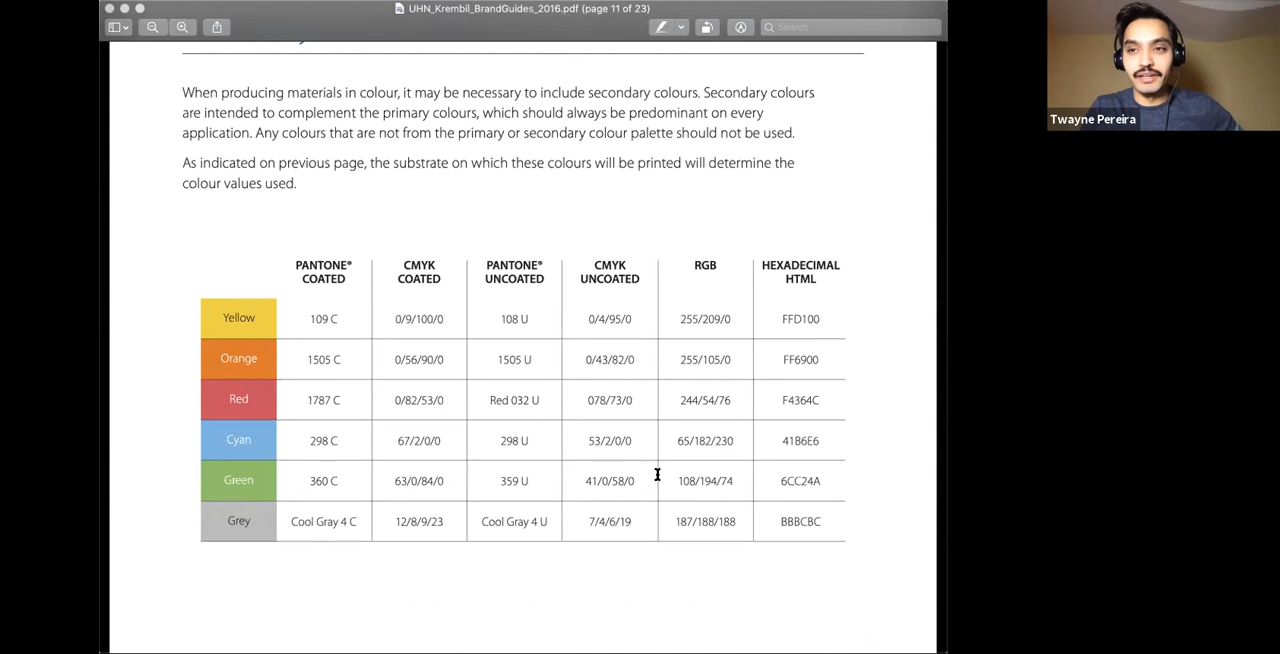 UHN_Krembil_BrandGuides_2016.pdf (page 11 of 23)
Search
Twayne Pereira
When producing materials in colour, it may be necessary to include secondary colours. Secondary colours
are intended to complement the primary colours, which should always be predominant on every
application. Any colours that are not from the primary or secondary colour palette should not be used.
As indicated on previous page, the substrate on which these colours will be printed will determine the
colour values used.
PANTONE® COATED CMYK COATED PANTONE® UNCOATED CMYK UNCOATED RGB HEXADECIMAL HTML
Yellow 109 C 0/9/100/0 108 U 0/4/95/0 255/209/0 FFD100
Orange 1505 C 0/56/90/0 1505 U 0/43/82/0 255/105/0 FF6900
Red 1787 C 0/82/53/0 Red 032 U 078/73/0 244/54/76 F4364C
Cyan 298 C 67/2/0/0 298 U 53/2/0/0 65/182/230 41B6E6
Green 360 C 63/0/84/0 359 U 41/0/58/0 108/194/74 6CC24A
Grey Cool Gray 4 C 12/8/9/23 Cool Gray 4 U 7/4/6/19 187/188/188 BBBCBC